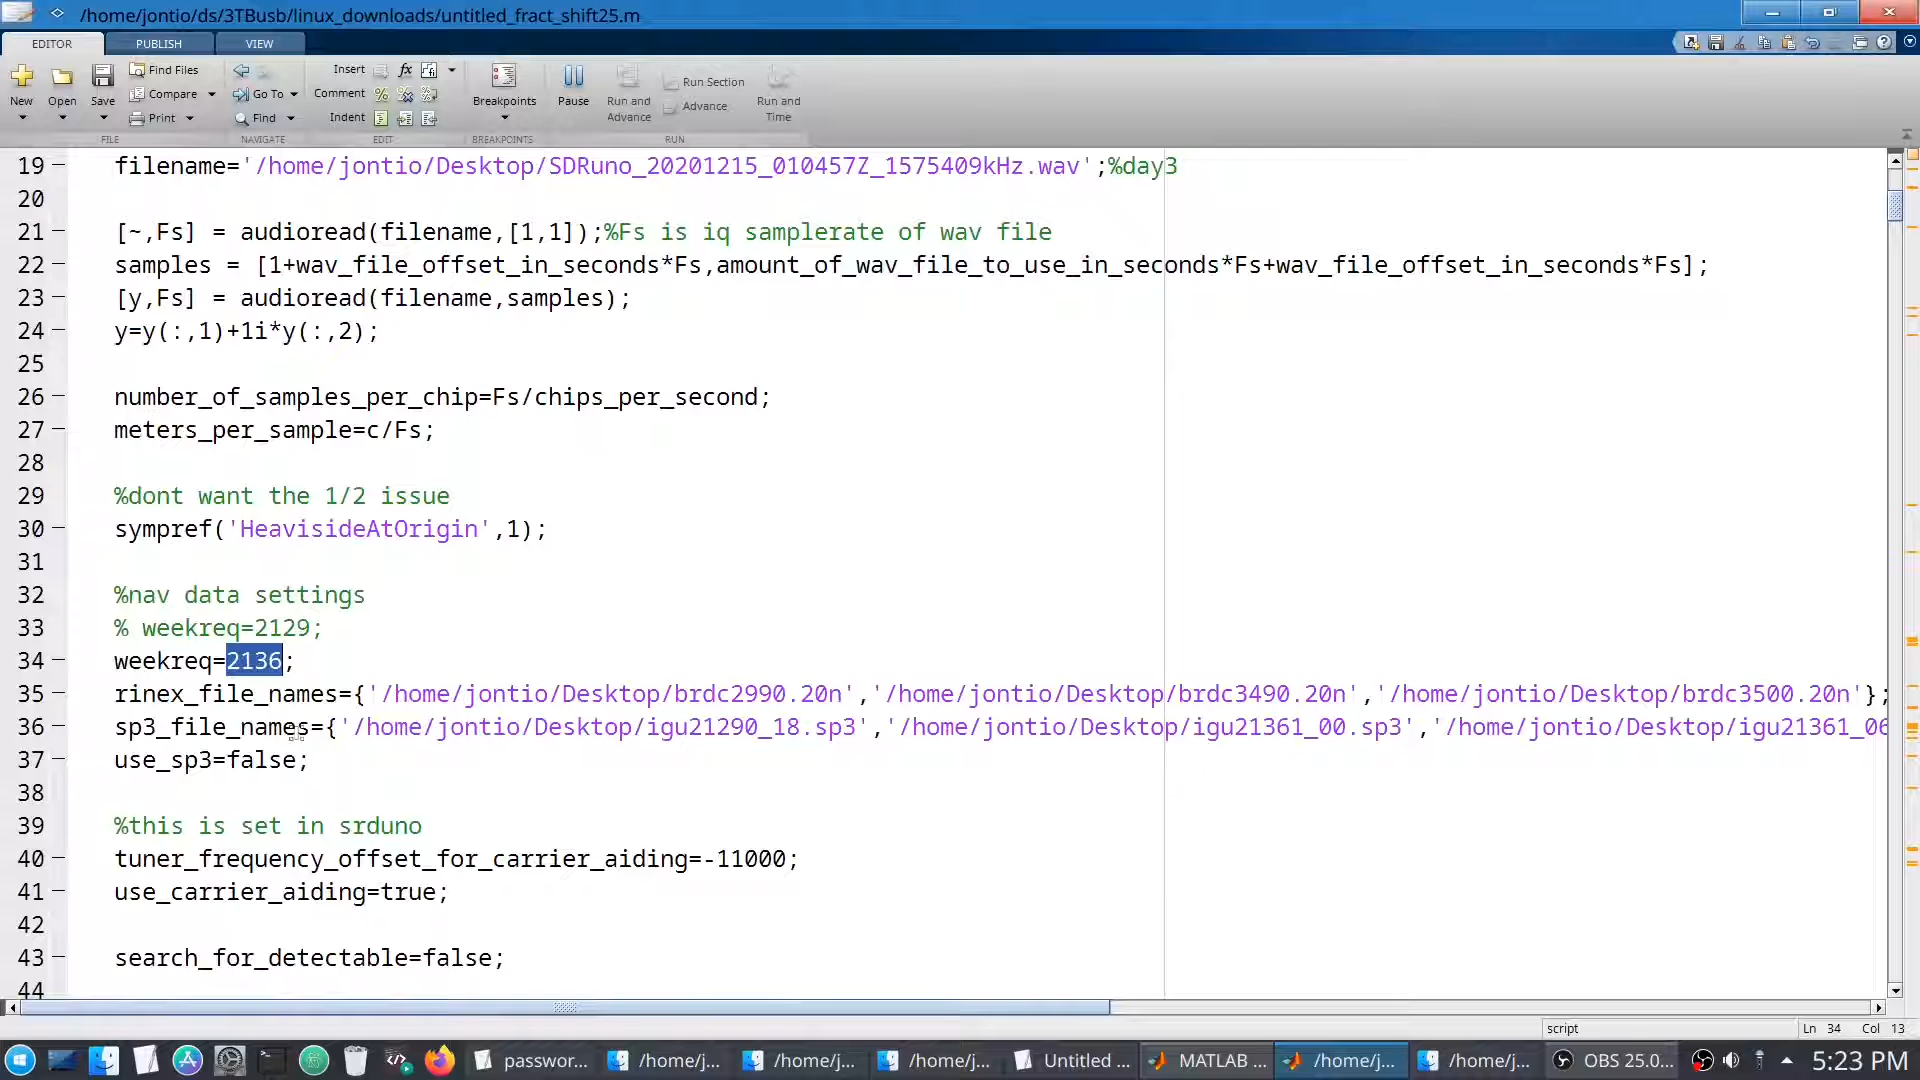 /home/jontio/ds/3TBusb/linux_downloads/untitled_fract_shift25.m
EDITOR PUBLISH VIEW
New Open Save Find Files Compare Print Go To Find Insert Comment Indent fx Breakpoints Pause Run and Advance Run Section Advance Run and Time
FILE NAVIGATE EDIT BREAKPOINTS RUN
19 filename='/home/jontio/Desktop/SDRuno_20201215_010457Z_1575409kHz.wav';%day3
20
21 [~,Fs] = audioread(filename,[1,1]);%Fs is iq samplerate of wav file
22 samples = [1+wav_file_offset_in_seconds*Fs,amount_of_wav_file_to_use_in_seconds*Fs+wav_file_offset_in_seconds*Fs];
23 [y,Fs] = audioread(filename,samples);
24 y=y(:,1)+1i*y(:,2);
25
26 number_of_samples_per_chip=Fs/chips_per_second;
27 meters_per_sample=c/Fs;
28
29 %dont want the 1/2 issue
30 sympref('HeavisideAtOrigin',1);
31
32 %nav data settings
33 % weekreq=2129;
34 weekreq=2136;
35 rinex_file_names={'/home/jontio/Desktop/brdc2990.20n','/home/jontio/Desktop/brdc3490.20n','/home/jontio/Desktop/brdc3500.20n'};
36 sp3_file_names={'/home/jontio/Desktop/igu21290_18.sp3','/home/jontio/Desktop/igu21361_00.sp3','/home/jontio/Desktop/igu21361_06
37 use_sp3=false;
38
39 %this is set in srduno
40 tuner_frequency_offset_for_carrier_aiding=-11000;
41 use_carrier_aiding=true;
42
43 search_for_detectable=false;
44
script Ln 34 Col 13
passwor... /home/j... /home/j... /home/j... Untitled ... MATLAB ... /home/j... /home/j... OBS 25.0... 5:23 PM